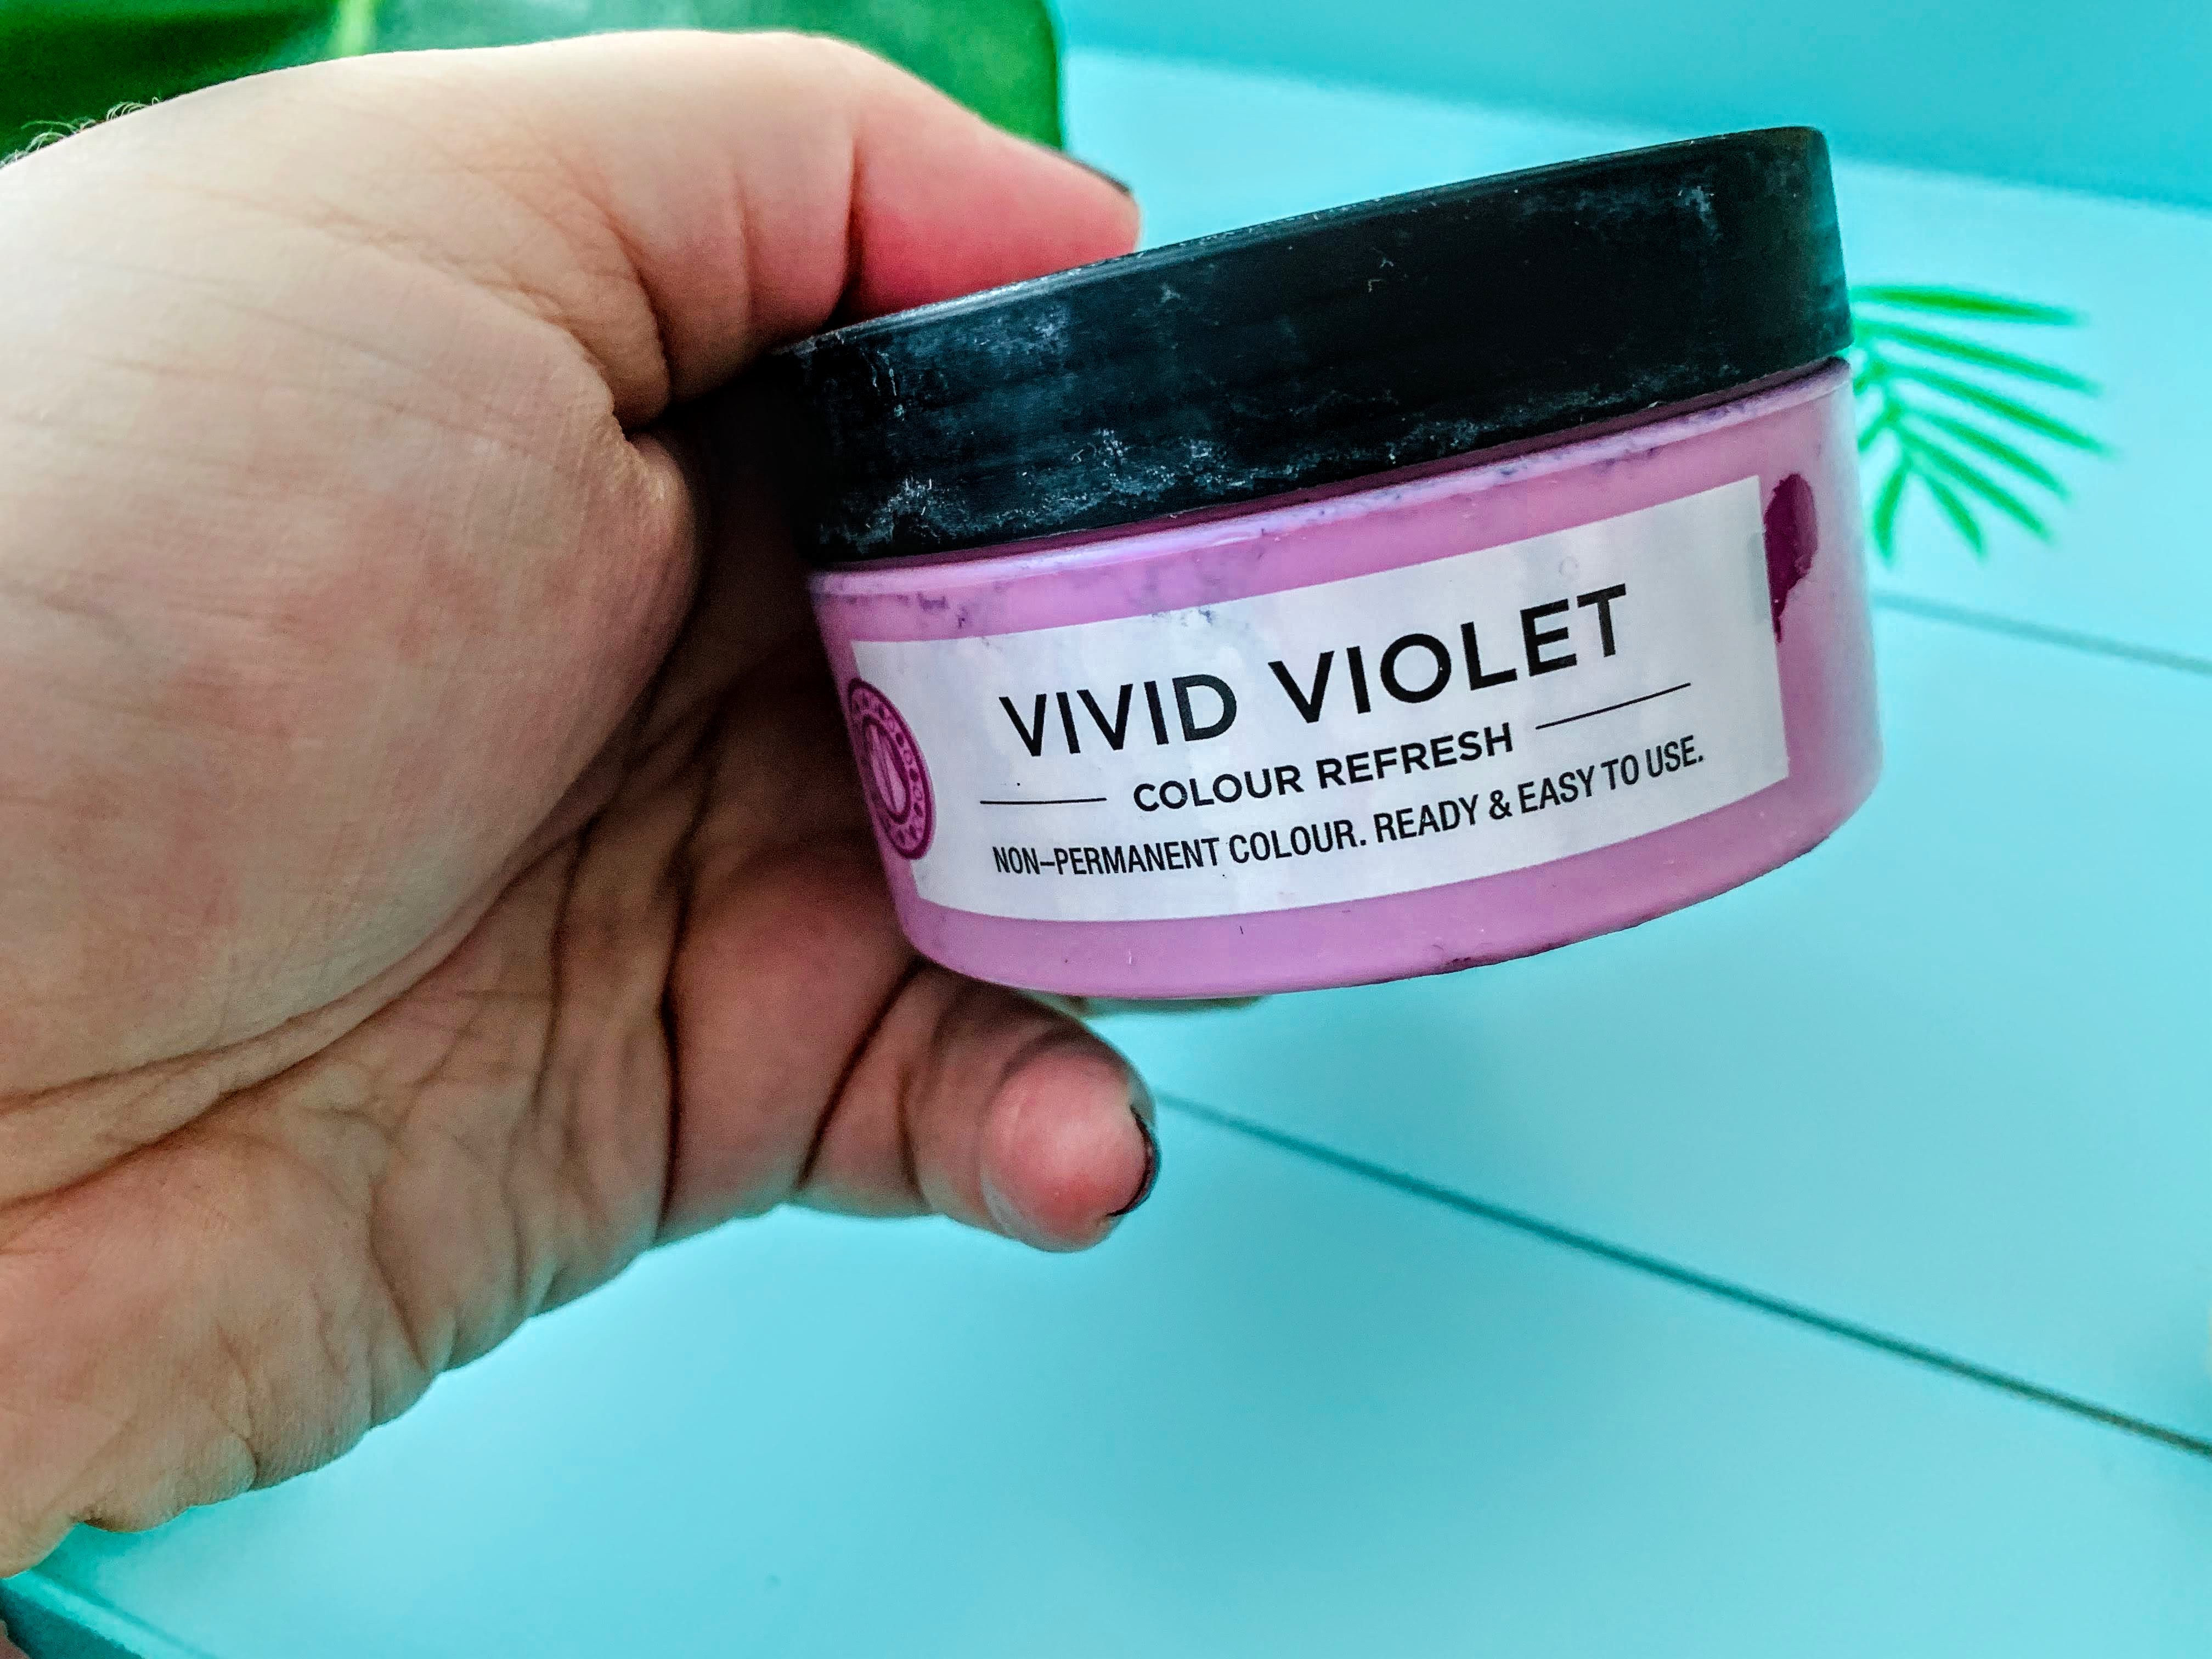 VIVID VIOLET
COLOUR REFRESH
NON–PERMANENT COLOUR. READY & EASY TO USE.